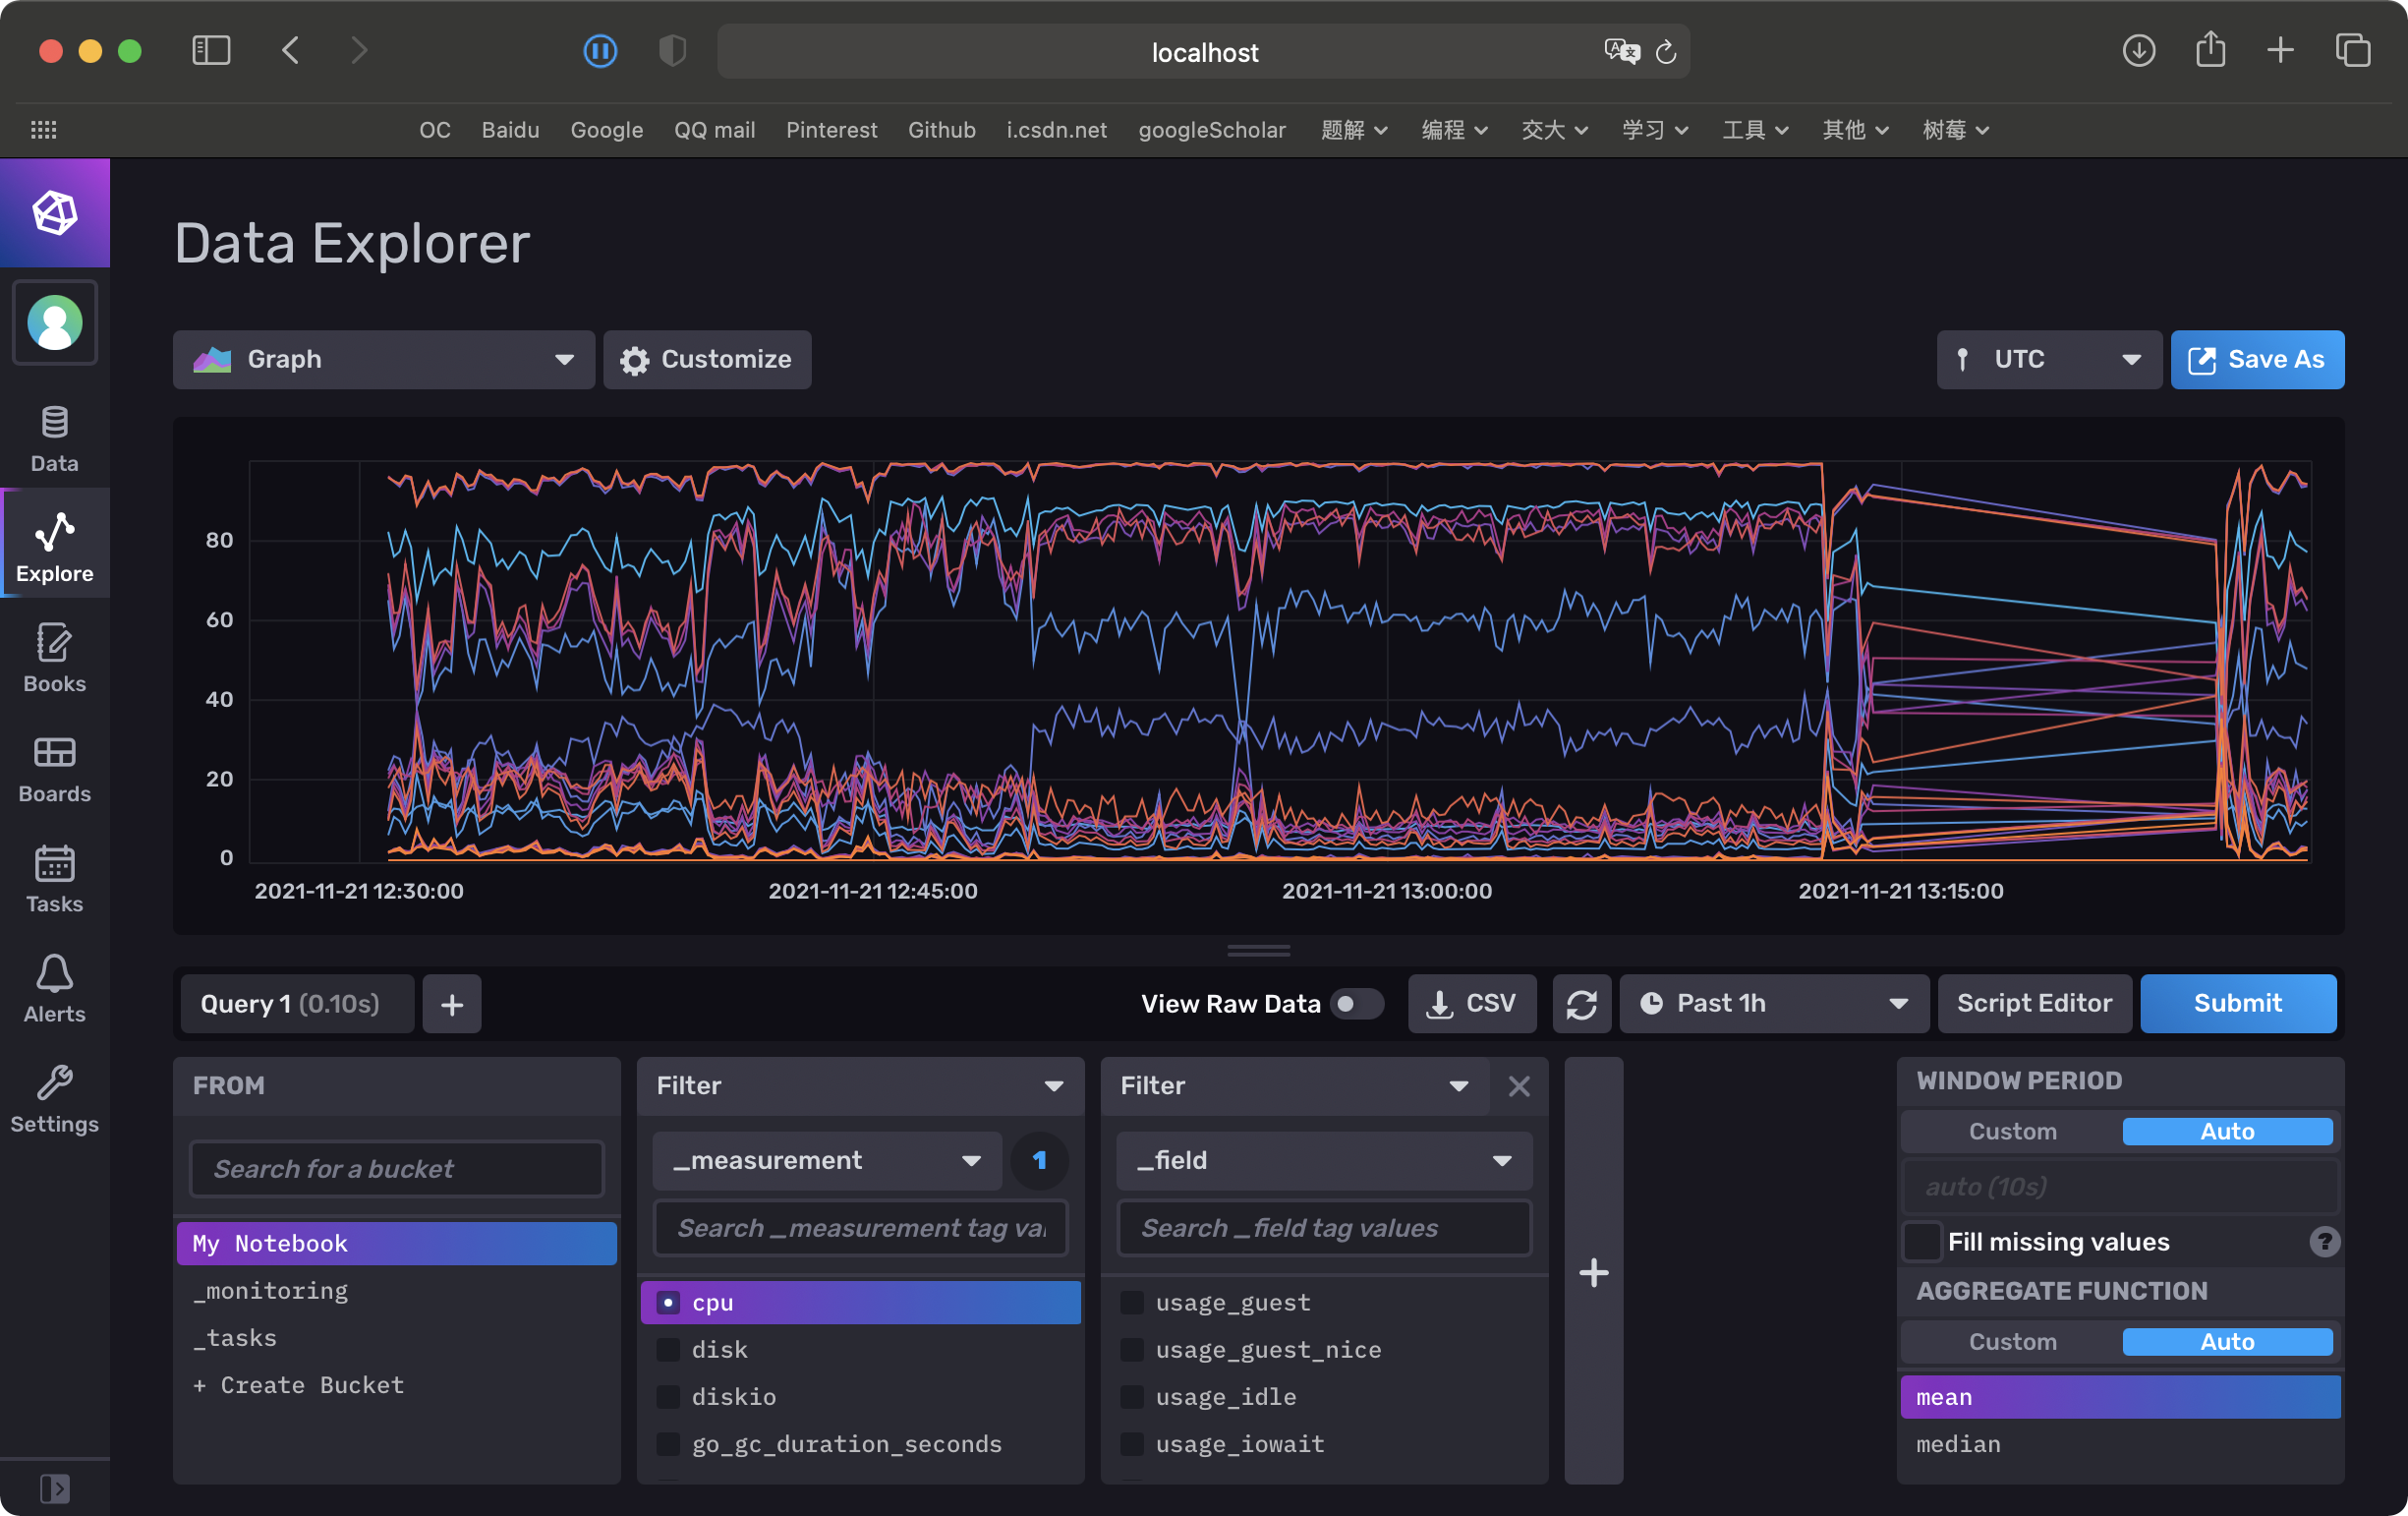 localhost
OC Baidu Google QQ mail Pinterest Github i.csdn.net googleScholar 题解 编程 交大 学习 工具 其他 树莓
Data Explorer
Graph Customize UTC Save As
Data
Explore
Books
Boards
Tasks
Alerts
Settings
80
60
40
20
0
2021-11-21 12:30:00 2021-11-21 12:45:00 2021-11-21 13:00:00 2021-11-21 13:15:00
Query 1 (0.10s) + View Raw Data CSV Past 1h Script Editor Submit
FROM
Search for a bucket
My Notebook
_monitoring
_tasks
+ Create Bucket
Filter
_measurement 1
Search _measurement tag val
cpu
disk
diskio
go_gc_duration_seconds
Filter
_field
Search _field tag values
usage_guest
usage_guest_nice
usage_idle
usage_iowait
+
WINDOW PERIOD
Custom Auto
auto (10s)
Fill missing values ?
AGGREGATE FUNCTION
Custom Auto
mean
median